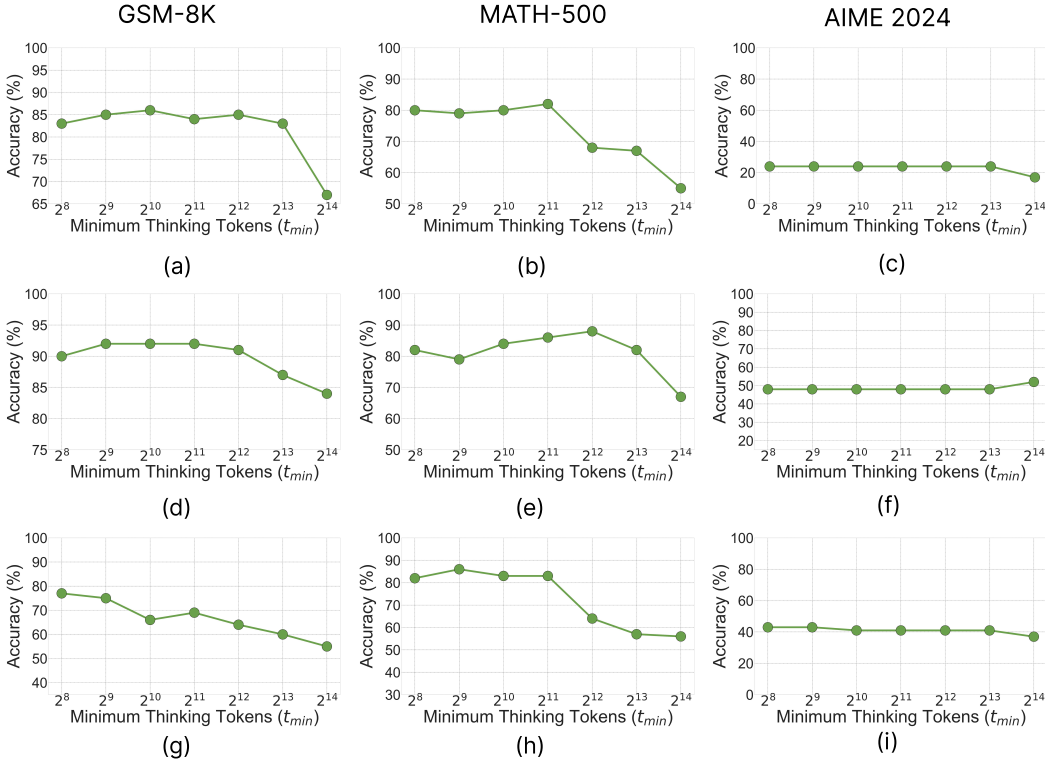 GSM-8K MATH-500 AIME 2024
Accuracy (%)
100
95
90
85
80
75
70
65
2^8 2^9 2^10 2^11 2^12 2^13 2^14
Minimum Thinking Tokens (t_min)
(a)
Accuracy (%)
100
90
80
70
60
50
2^8 2^9 2^10 2^11 2^12 2^13 2^14
Minimum Thinking Tokens (t_min)
(b)
Accuracy (%)
100
80
60
40
20
0
2^8 2^9 2^10 2^11 2^12 2^13 2^14
Minimum Thinking Tokens (t_min)
(c)
Accuracy (%)
100
95
90
85
80
75
2^8 2^9 2^10 2^11 2^12 2^13 2^14
Minimum Thinking Tokens (t_min)
(d)
Accuracy (%)
100
90
80
70
60
50
2^8 2^9 2^10 2^11 2^12 2^13 2^14
Minimum Thinking Tokens (t_min)
(e)
Accuracy (%)
100
90
80
70
60
50
40
30
20
2^8 2^9 2^10 2^11 2^12 2^13 2^14
Minimum Thinking Tokens (t_min)
(f)
Accuracy (%)
100
90
80
70
60
50
40
2^8 2^9 2^10 2^11 2^12 2^13 2^14
Minimum Thinking Tokens (t_min)
(g)
Accuracy (%)
100
90
80
70
60
50
40
30
2^8 2^9 2^10 2^11 2^12 2^13 2^14
Minimum Thinking Tokens (t_min)
(h)
Accuracy (%)
100
80
60
40
20
0
2^8 2^9 2^10 2^11 2^12 2^13 2^14
Minimum Thinking Tokens (t_min)
(i)